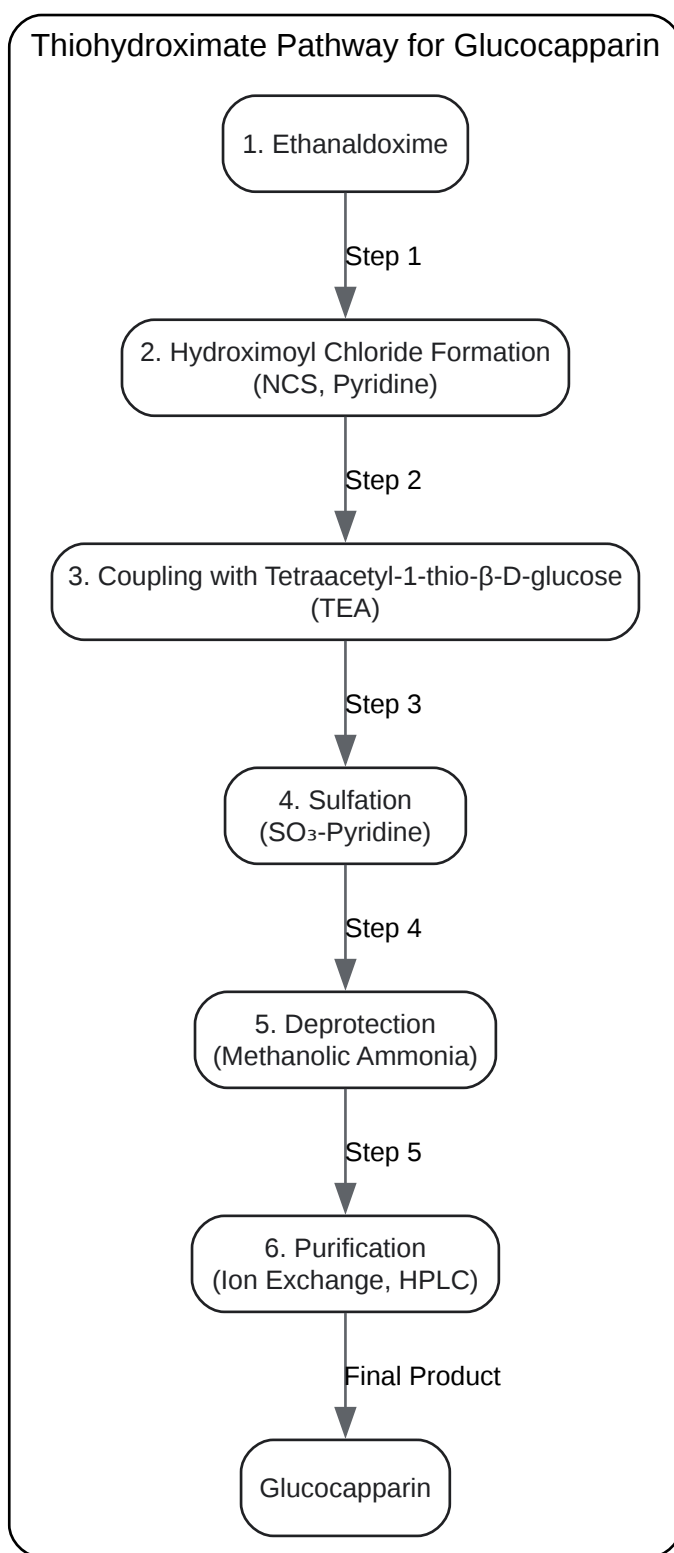 Thiohydroximate Pathway for Glucocapparin
1. Ethanaldoxime
Step 1
2. Hydroximoyl Chloride Formation
(NCS, Pyridine)
Step 2
3. Coupling with Tetraacetyl-1-thio-β-D-glucose
(TEA)
Step 3
4. Sulfation
(SO₃-Pyridine)
Step 4
5. Deprotection
(Methanolic Ammonia)
Step 5
6. Purification
(Ion Exchange, HPLC)
Final Product
Glucocapparin